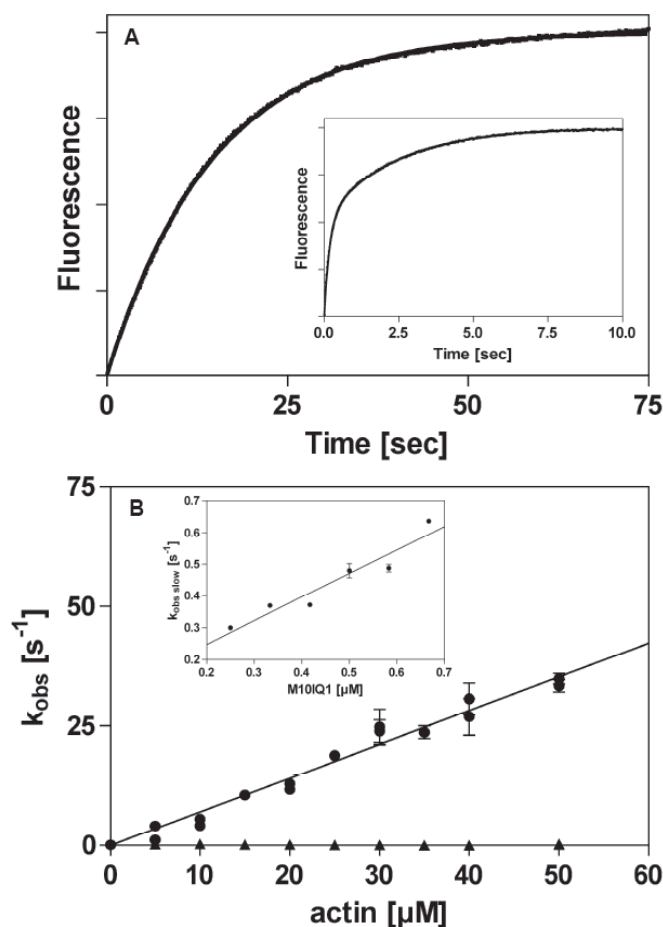 A
Fluorescence
Fluorescence
0.0 2.5 5.0 7.5 10.0
Time [sec]
0 25 50 75
Time [sec]
B
75
50
25
0
k_obs [s⁻¹]
0.7
0.6
0.5
0.4
0.3
0.2
k_obs slow [s⁻¹]
0.2 0.3 0.4 0.5 0.6 0.7
M10IQ1 [µM]
0 10 20 30 40 50 60
actin [µM]